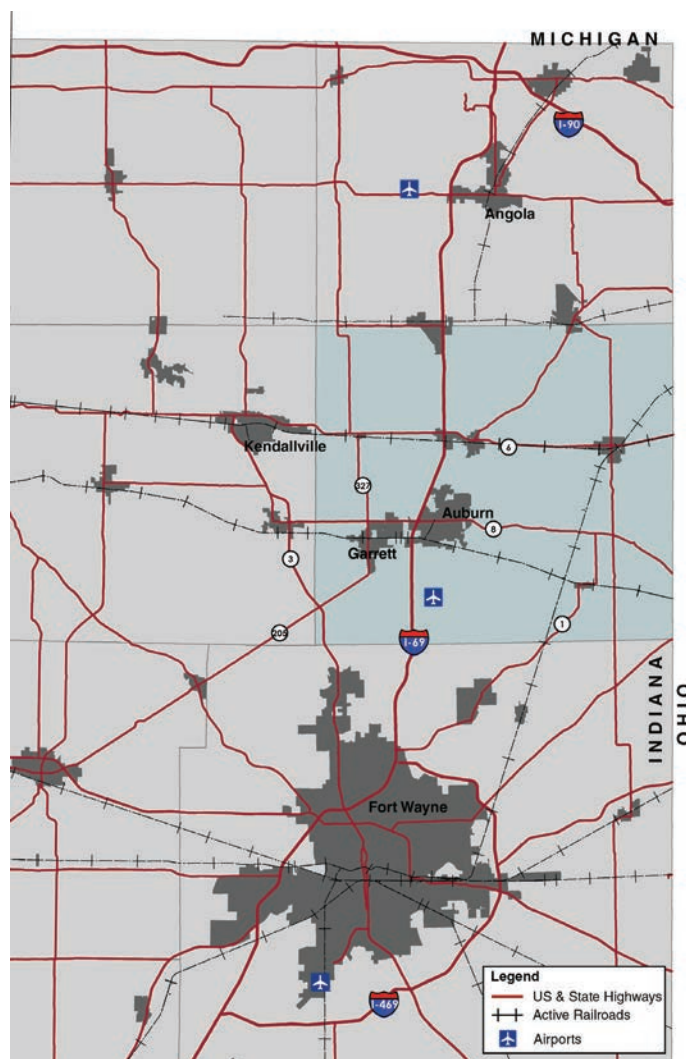 MICHIGAN
I-90
Angola
Kendallville
6
327
Auburn
8
Garrett
3
205
1
I-69
INDIANA
OHIO
Fort Wayne
I-469
Legend
US & State Highways
Active Railroads
Airports